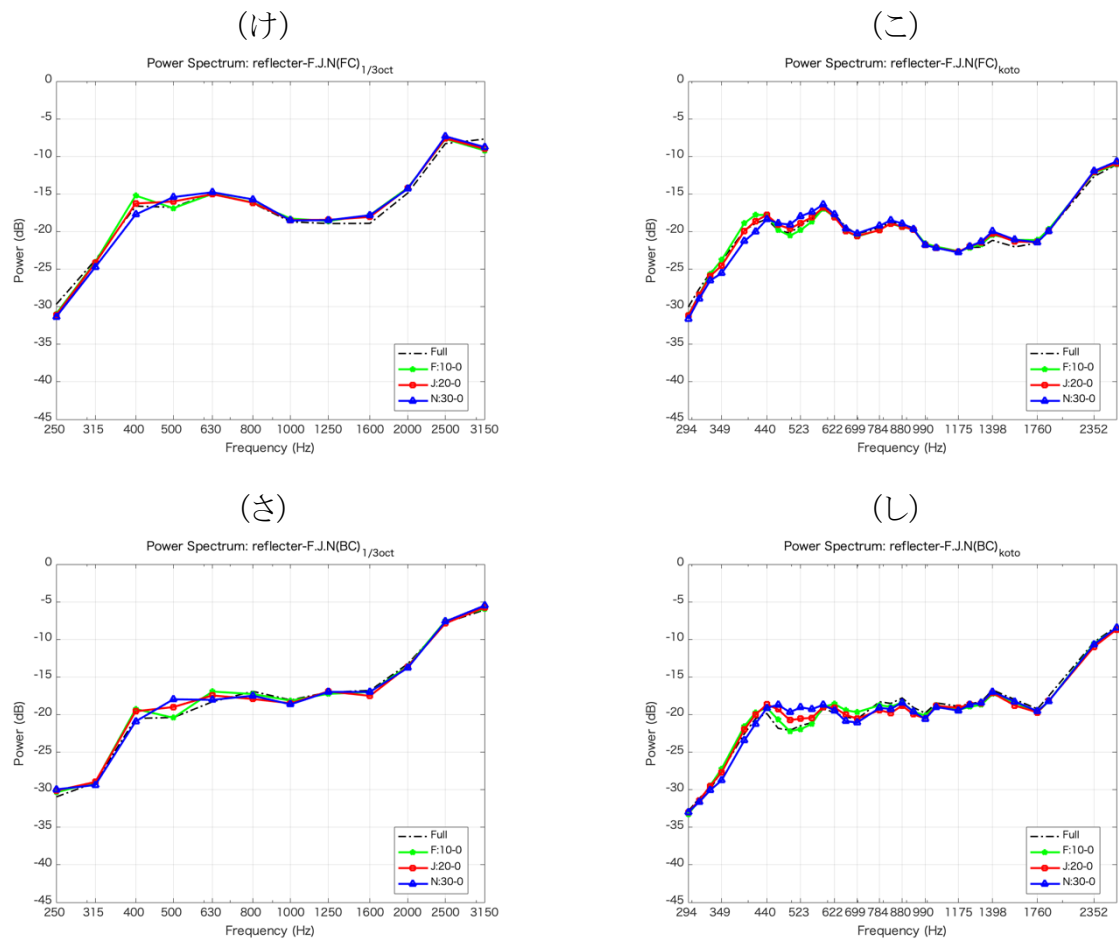 (け)
Power Spectrum: reflecter-F.J.N(FC)1/3oct
0
-5
-10
-15
-20
-25
-30
-35
-40
-45
Power (dB)
250 315 400 500 630 800 1000 1250 1600 2000 2500 3150
Frequency (Hz)
Full
F:10-0
J:20-0
N:30-0
(こ)
Power Spectrum: reflecter-F.J.N(FC)koto
0
-5
-10
-15
-20
-25
-30
-35
-40
-45
Power (dB)
294 349 440 523 622 699 784 880 990 1175 1398 1760 2352
Frequency (Hz)
Full
F:10-0
J:20-0
N:30-0
(さ)
Power Spectrum: reflecter-F.J.N(BC)1/3oct
0
-5
-10
-15
-20
-25
-30
-35
-40
-45
Power (dB)
250 315 400 500 630 800 1000 1250 1600 2000 2500 3150
Frequency (Hz)
Full
F:10-0
J:20-0
N:30-0
(し)
Power Spectrum: reflecter-F.J.N(BC)koto
0
-5
-10
-15
-20
-25
-30
-35
-40
-45
Power (dB)
294 349 440 523 622 699 784 880 990 1175 1398 1760 2352
Frequency (Hz)
Full
F:10-0
J:20-0
N:30-0